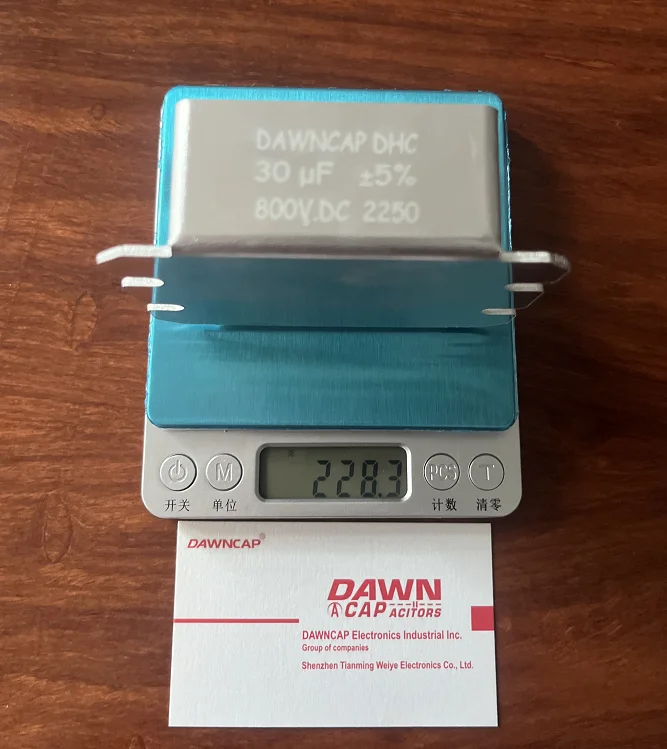 DAWNCAP DHC
30 µF ±5%
800V.DC 2250
228.3
M
PCS
T
开关
单位
计数
清零
DAWNCAP®
DAWN
CAP ACITORS
DAWNCAP Electronics Industrial Inc.
Group of companies
Shenzhen Tianming Weiye Electronics Co., Ltd.